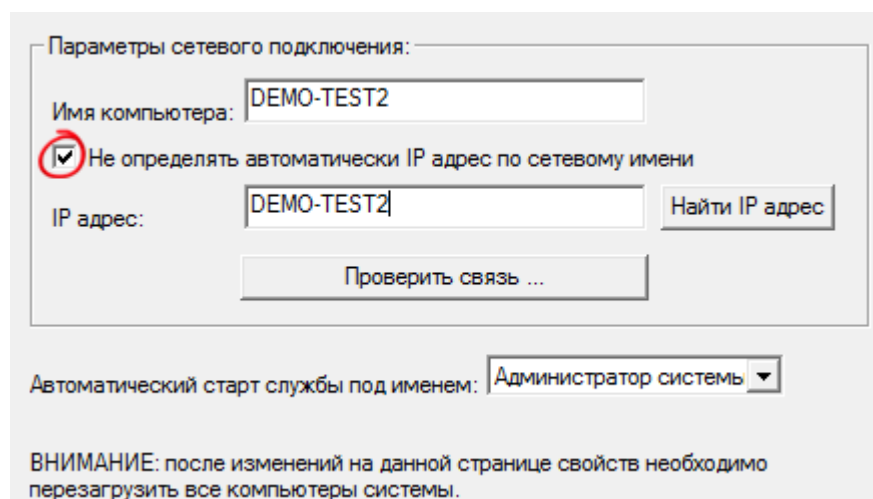 Параметры сетевого подключения:
Имя компьютера: DEMO-TEST2
Не определять автоматически IP адрес по сетевому имени
IP адрес: DEMO-TEST2 Найти IP адрес
Проверить связь ...
Автоматический старт службы под именем: Администратор системы
ВНИМАНИЕ: после изменений на данной странице свойств необходимо
перезагрузить все компьютеры системы.